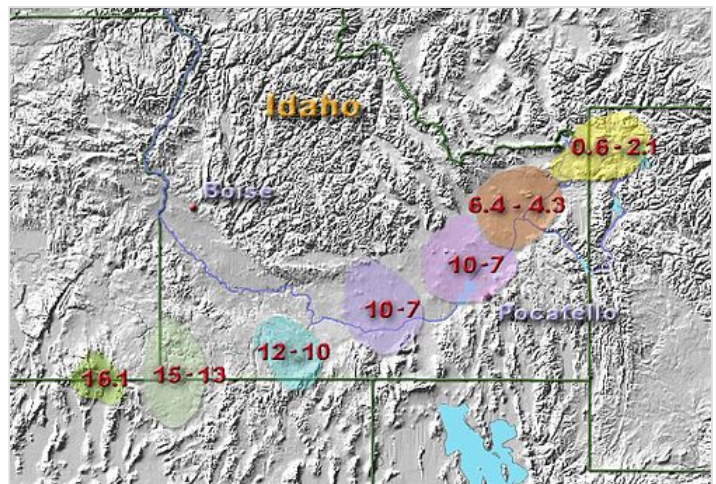 Idaho
0.6 - 2.1
Boise
6.4 - 4.3
10-7
10-7
Pocatello
12 - 10
16.1
15 - 13